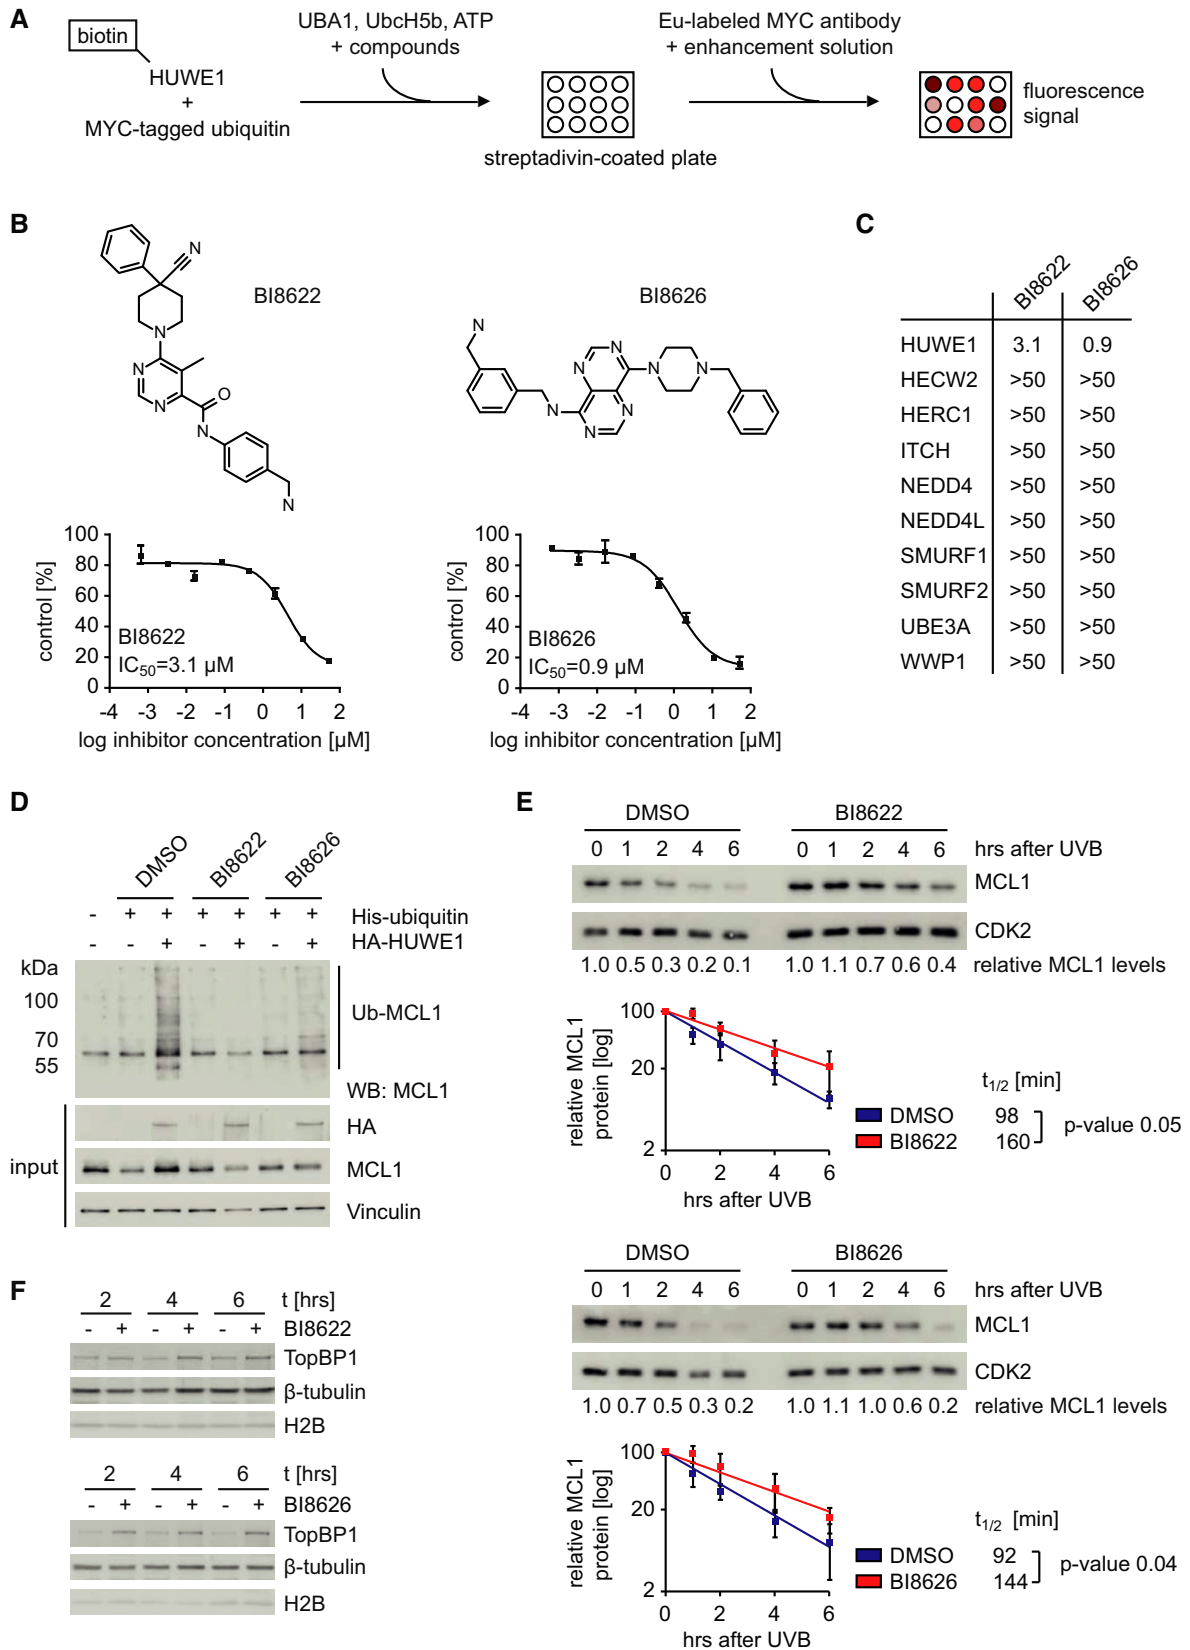 A
biotin
HUWE1
+
MYC-tagged ubiquitin
UBA1, UbcH5b, ATP
+ compounds
streptadivin-coated plate
Eu-labeled MYC antibody
+ enhancement solution
fluorescence
signal
B
N
BI8622
N
N
N
O
N
N
BI8626
N
N
N
N
N
N
N
N
control [%]
100
80
60
40
20
0
BI8622
IC50=3.1 µM
-4 -3 -2 -1 0 1 2
log inhibitor concentration [µM]
control [%]
100
80
60
40
20
0
BI8626
IC50=0.9 µM
-4 -3 -2 -1 0 1 2
log inhibitor concentration [µM]
C
BI8622 BI8626
HUWE1 3.1 0.9
HECW2 >50 >50
HERC1 >50 >50
ITCH >50 >50
NEDD4 >50 >50
NEDD4L >50 >50
SMURF1 >50 >50
SMURF2 >50 >50
UBE3A >50 >50
WWP1 >50 >50
D
DMSO BI8622 BI8626
- + + + + + + His-ubiquitin
- - + - + - + HA-HUWE1
kDa
100
70
55
Ub-MCL1
WB: MCL1
input
HA
MCL1
Vinculin
E
DMSO BI8622
0 1 2 4 6 0 1 2 4 6 hrs after UVB
MCL1
CDK2
1.0 0.5 0.3 0.2 0.1 1.0 1.1 0.7 0.6 0.4 relative MCL1 levels
relative MCL1
protein [log]
100
20
2
0 2 4 6
hrs after UVB
t1/2 [min]
DMSO 98
BI8622 160
p-value 0.05
DMSO BI8626
0 1 2 4 6 0 1 2 4 6 hrs after UVB
MCL1
CDK2
1.0 0.7 0.5 0.3 0.2 1.0 1.1 1.0 0.6 0.2 relative MCL1 levels
relative MCL1
protein [log]
100
20
2
0 2 4 6
hrs after UVB
t1/2 [min]
DMSO 92
BI8626 144
p-value 0.04
F
2 4 6 t [hrs]
- + - + - + BI8622
TopBP1
β-tubulin
H2B
2 4 6 t [hrs]
- + - + - + BI8626
TopBP1
β-tubulin
H2B